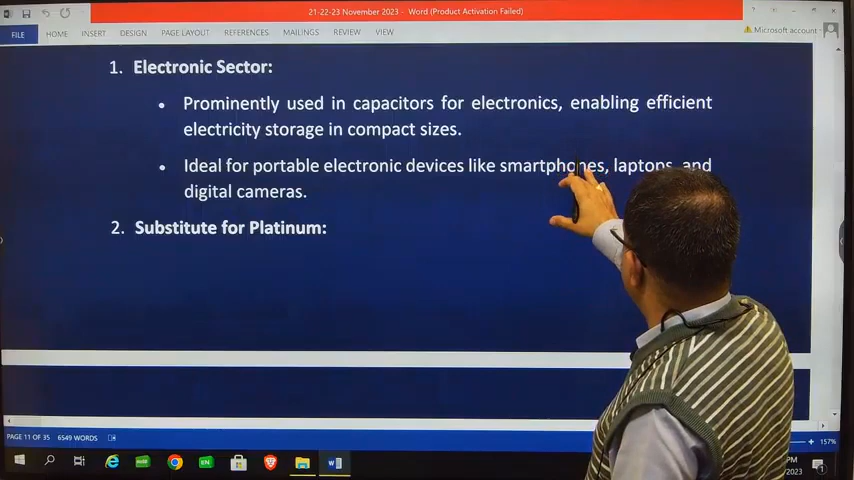 21-22-23 November 2023 - Word (Product Activation Failed)
FILE HOME INSERT DESIGN PAGE LAYOUT REFERENCES MAILINGS REVIEW VIEW Microsoft account
1. Electronic Sector:
• Prominently used in capacitors for electronics, enabling efficient
electricity storage in compact sizes.
• Ideal for portable electronic devices like smartphones, laptops, and
digital cameras.
2. Substitute for Platinum:
PAGE 11 OF 35 6549 WORDS 157%
EN PM
2023